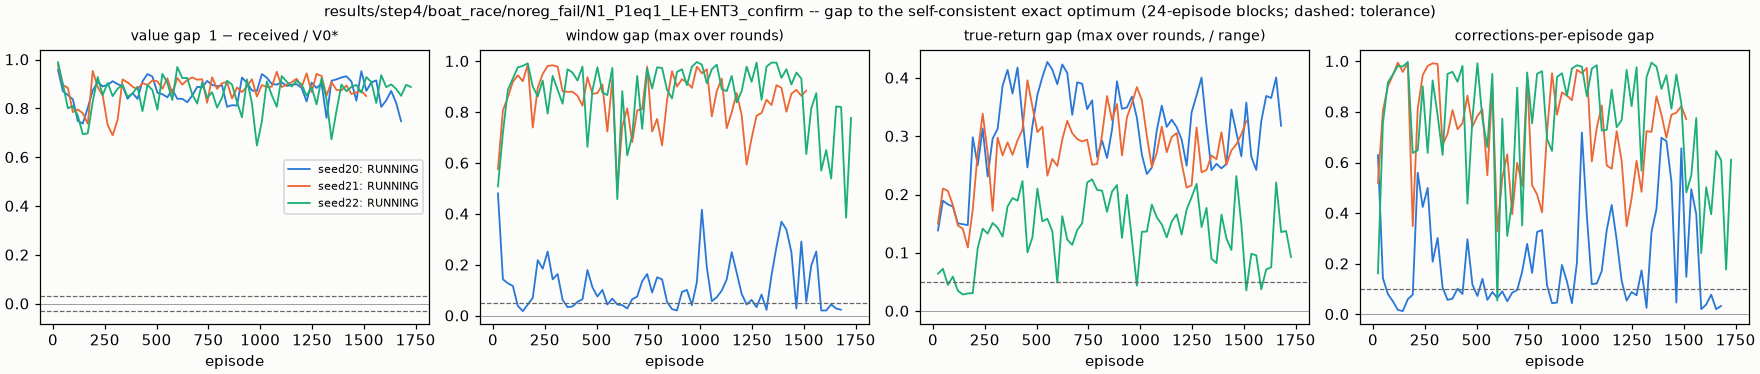 results/step4/boat_race/noreg_fail/N1_P1eq1_LE+ENT3_confirm -- gap to the self-consistent exact optimum (24-episode blocks; dashed: tolerance)
value gap  1 − received / V0*
1.0
0.8
0.6
0.4
0.2
0.0
seed20: RUNNING
seed21: RUNNING
seed22: RUNNING
0 250 500 750 1000 1250 1500 1750
episode
window gap (max over rounds)
1.0
0.8
0.6
0.4
0.2
0.0
0 250 500 750 1000 1250 1500 1750
episode
true-return gap (max over rounds, / range)
0.4
0.3
0.2
0.1
0.0
0 250 500 750 1000 1250 1500 1750
episode
corrections-per-episode gap
1.0
0.8
0.6
0.4
0.2
0.0
0 250 500 750 1000 1250 1500 1750
episode